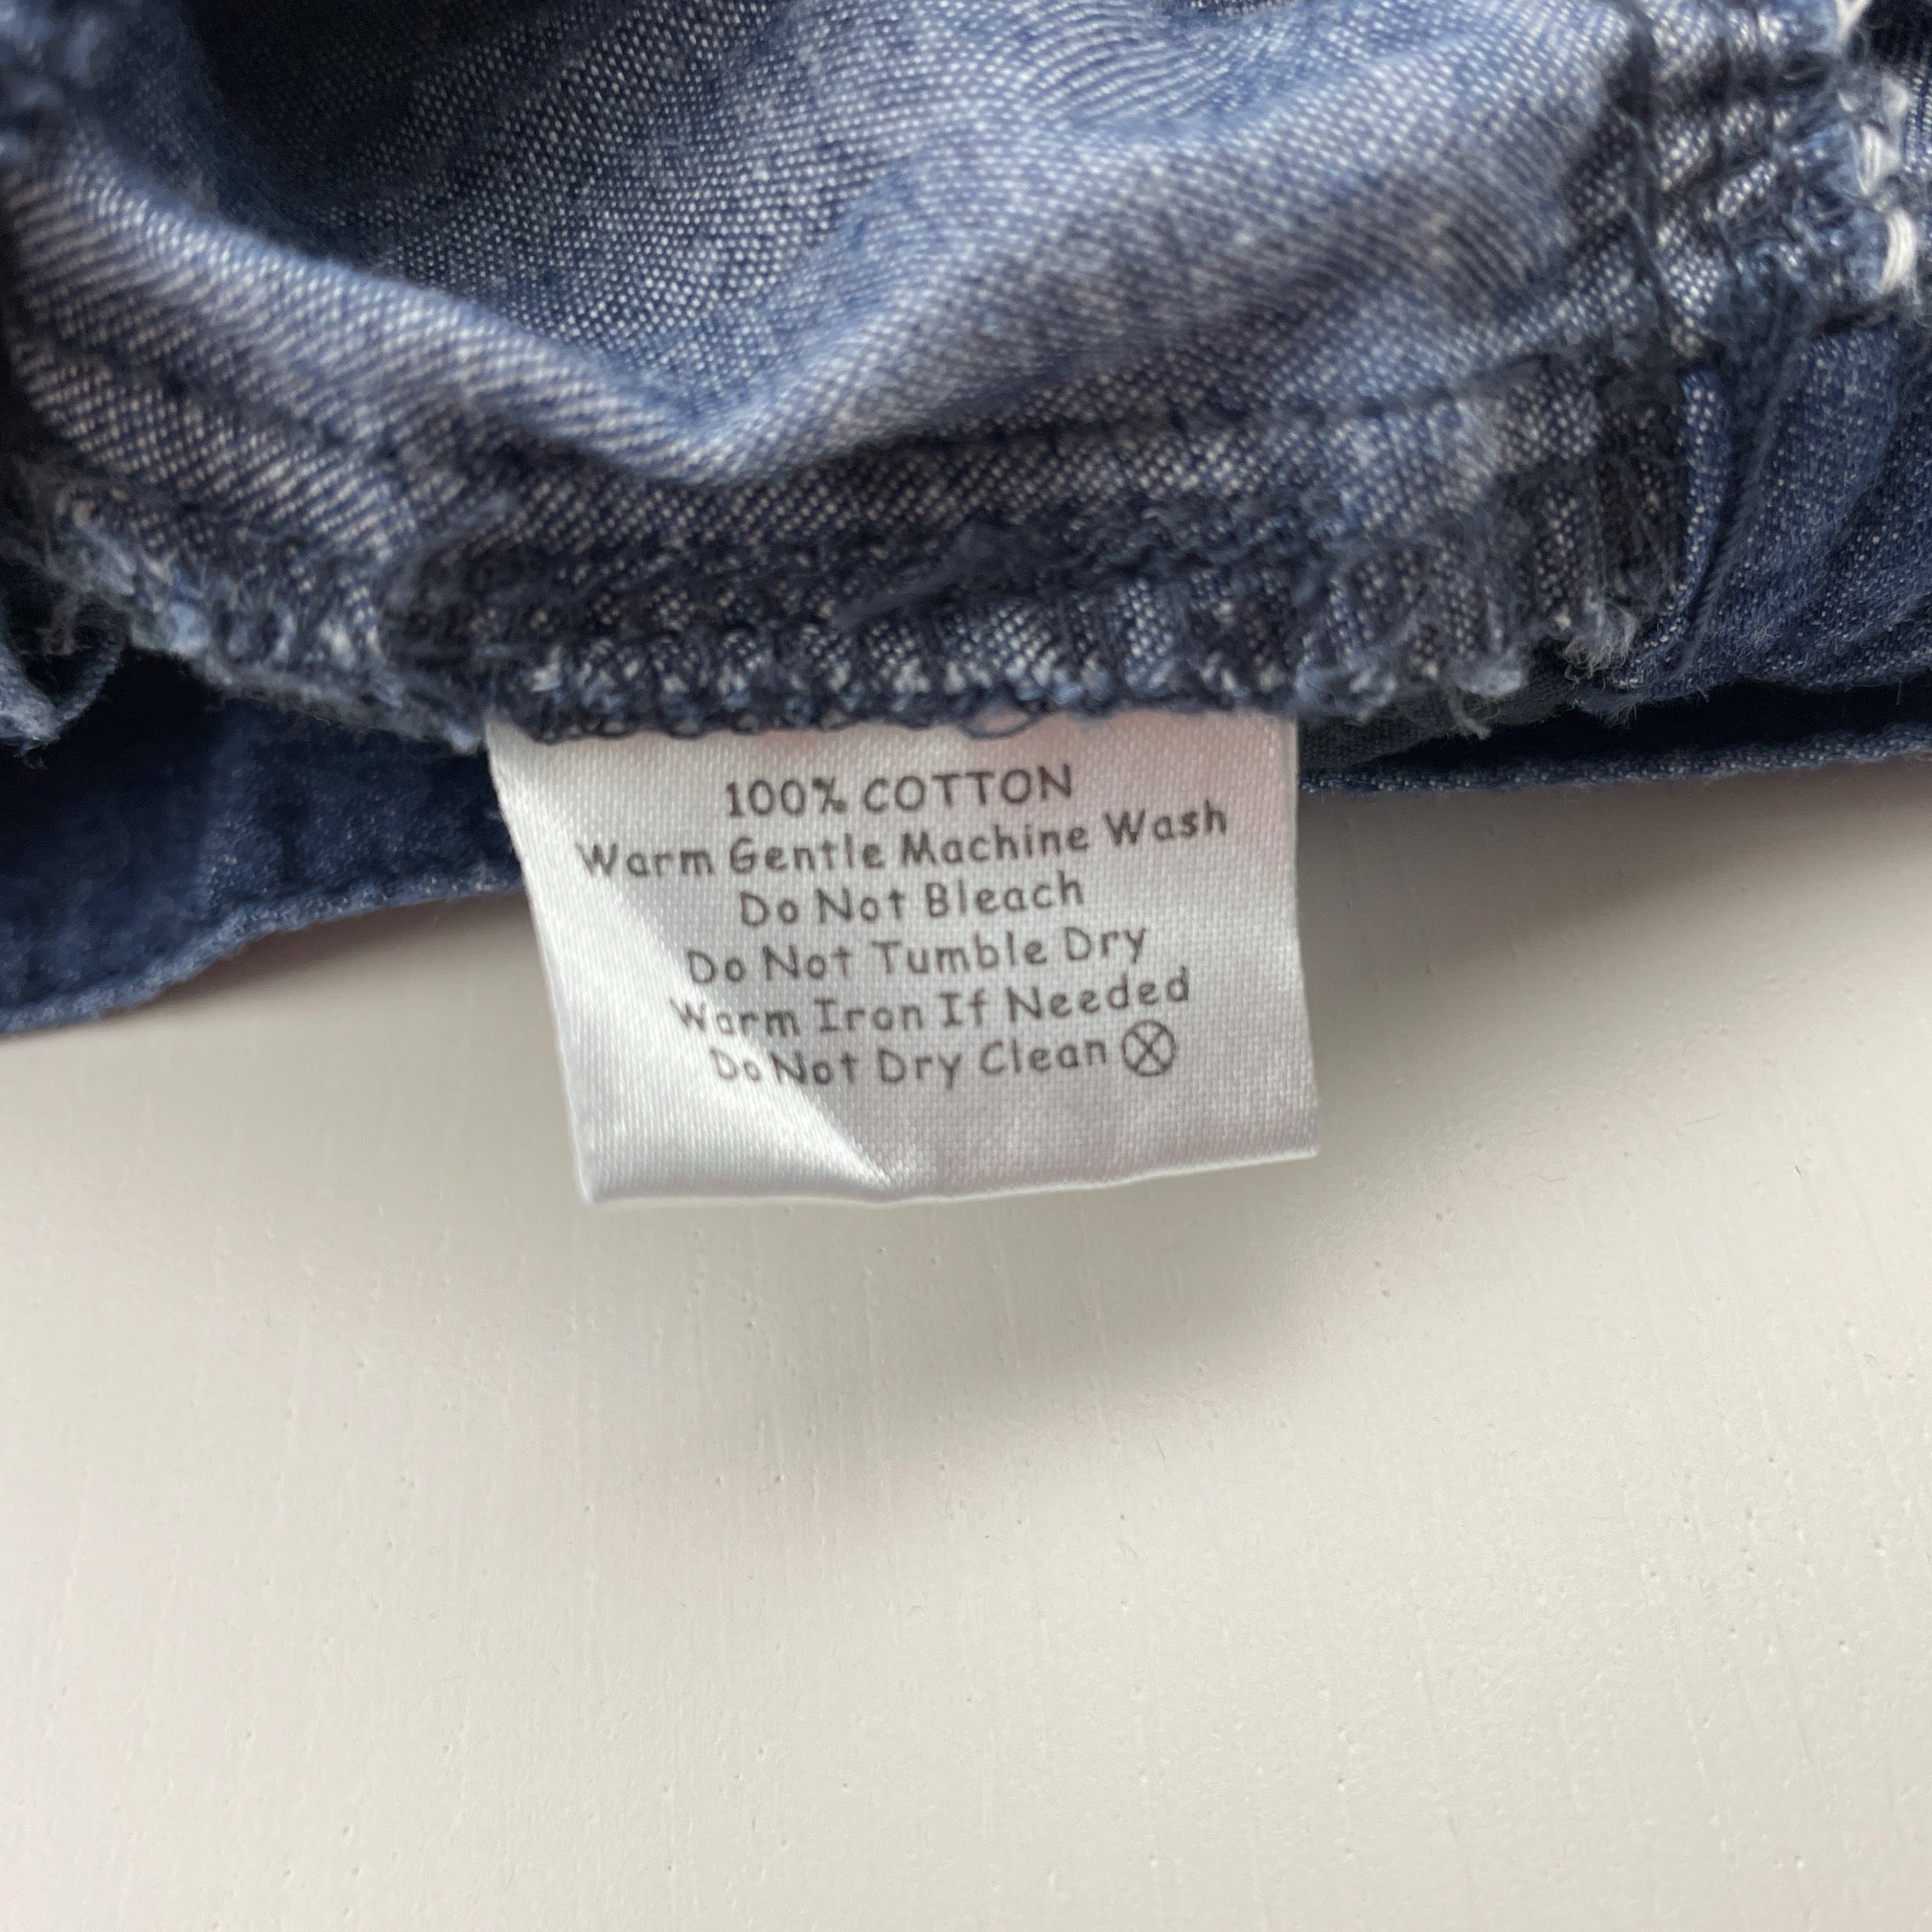 100% COTTON
Warm Gentle Machine Wash
Do Not Bleach
Do Not Tumble Dry
Warm Iron If Needed
Do Not Dry Clean